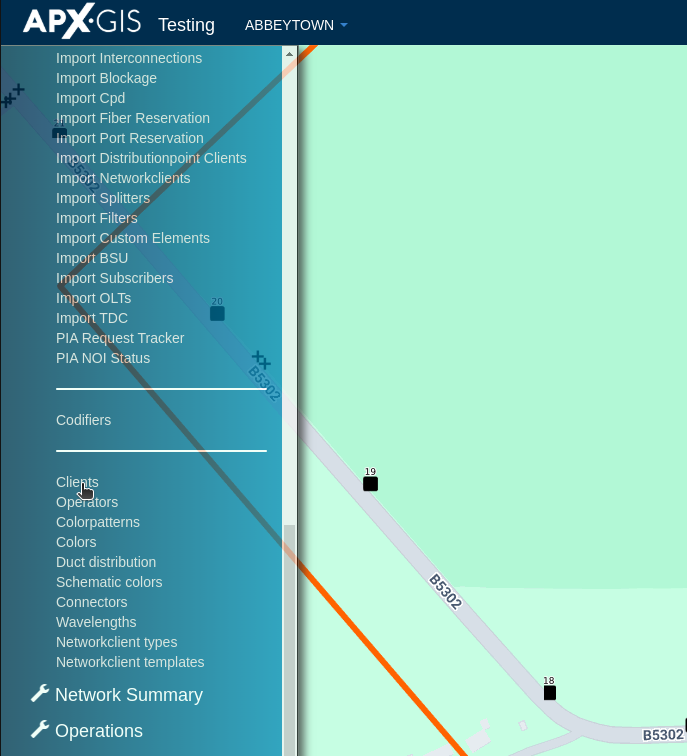 APX·GIS Testing ABBEYTOWN
Import Interconnections
Import Blockage
Import Cpd
Import Fiber Reservation
Import Port Reservation
Import Distributionpoint Clients
Import Networkclients
B5302
Import Splitters
Import Filters
Import Custom Elements
Import BSU
Import Subscribers
Import OLTs
20
Import TDC
PIA Request Tracker
PIA NOI Status
B5302
Codifiers
19
Clients
Operators
Colorpatterns
Colors
Duct distribution
Schematic colors
B5302
Connectors
Wavelengths
Networkclient types
Networkclient templates
18
Network Summary
Operations
B5302